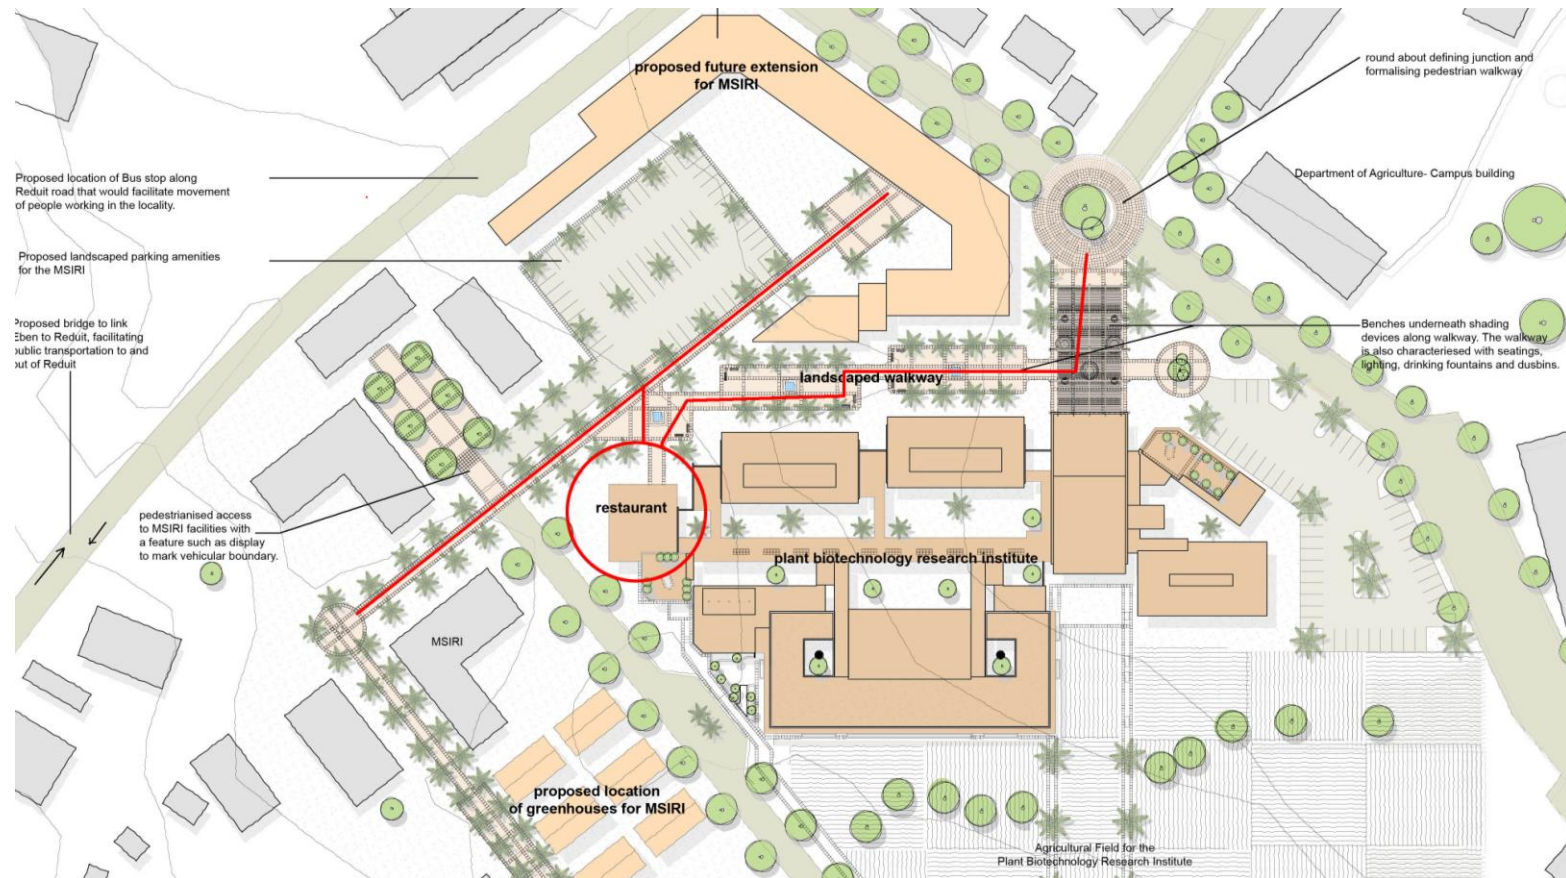 proposed future extension
for MSIRI
round about defining junction and
formalising pedestrian walkway
Department of Agriculture- Campus building
Proposed location of Bus stop along
Reduit road that would facilitate movement
of people working in the locality.
Proposed landscaped parking amenities
for the MSIRI
Proposed bridge to link
Eben to Reduit, facilitating
public transportation to and
out of Reduit
Benches underneath shading
devices along walkway. The walkway
is also characteriesed with seatings,
lighting, drinking fountains and dusbins.
landscaped walkway
restaurant
pedestrianised access
to MSIRI facilities with
a feature such as display
to mark vehicular boundary.
plant biotechnology research institute
MSIRI
proposed location
of greenhouses for MSIRI
Agricultural Field for the
Plant Biotechnology Research Institute